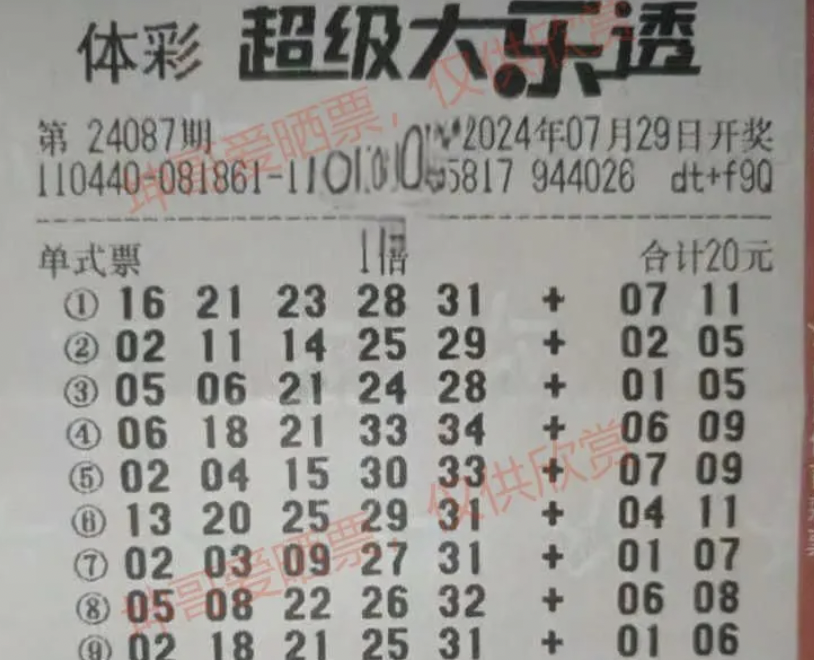 体彩 超级大乐透
第 24087期 2024年07月29日开奖
110440-081861-1 5817 944026 dt+f9Q
单式票 1倍 合计20元
① 16 21 23 28 31 + 07 11
② 02 11 14 25 29 + 02 05
③ 05 06 21 24 28 + 01 05
④ 06 18 21 33 34 + 06 09
⑤ 02 04 15 30 33 + 07 09
⑥ 13 20 25 29 31 + 04 11
⑦ 02 03 09 27 31 + 01 07
⑧ 05 08 22 26 32 + 06 08
⑨ 02 18 21 25 31 + 01 06
坤哥爱晒票，仅供欣赏
坤哥爱晒票，仅供欣赏